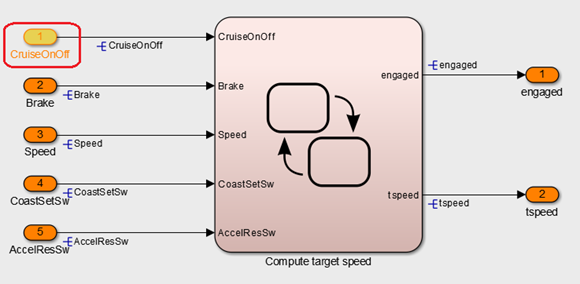 1
CruiseOnOff
CruiseOnOff
CruiseOnOff
2
Brake
Brake
Brake
3
Speed
Speed
Speed
4
CoastSetSw
CoastSetSw
CoastSetSw
5
AccelResSw
AccelResSw
AccelResSw
engaged
engaged
1
engaged
tspeed
tspeed
2
tspeed
Compute target speed